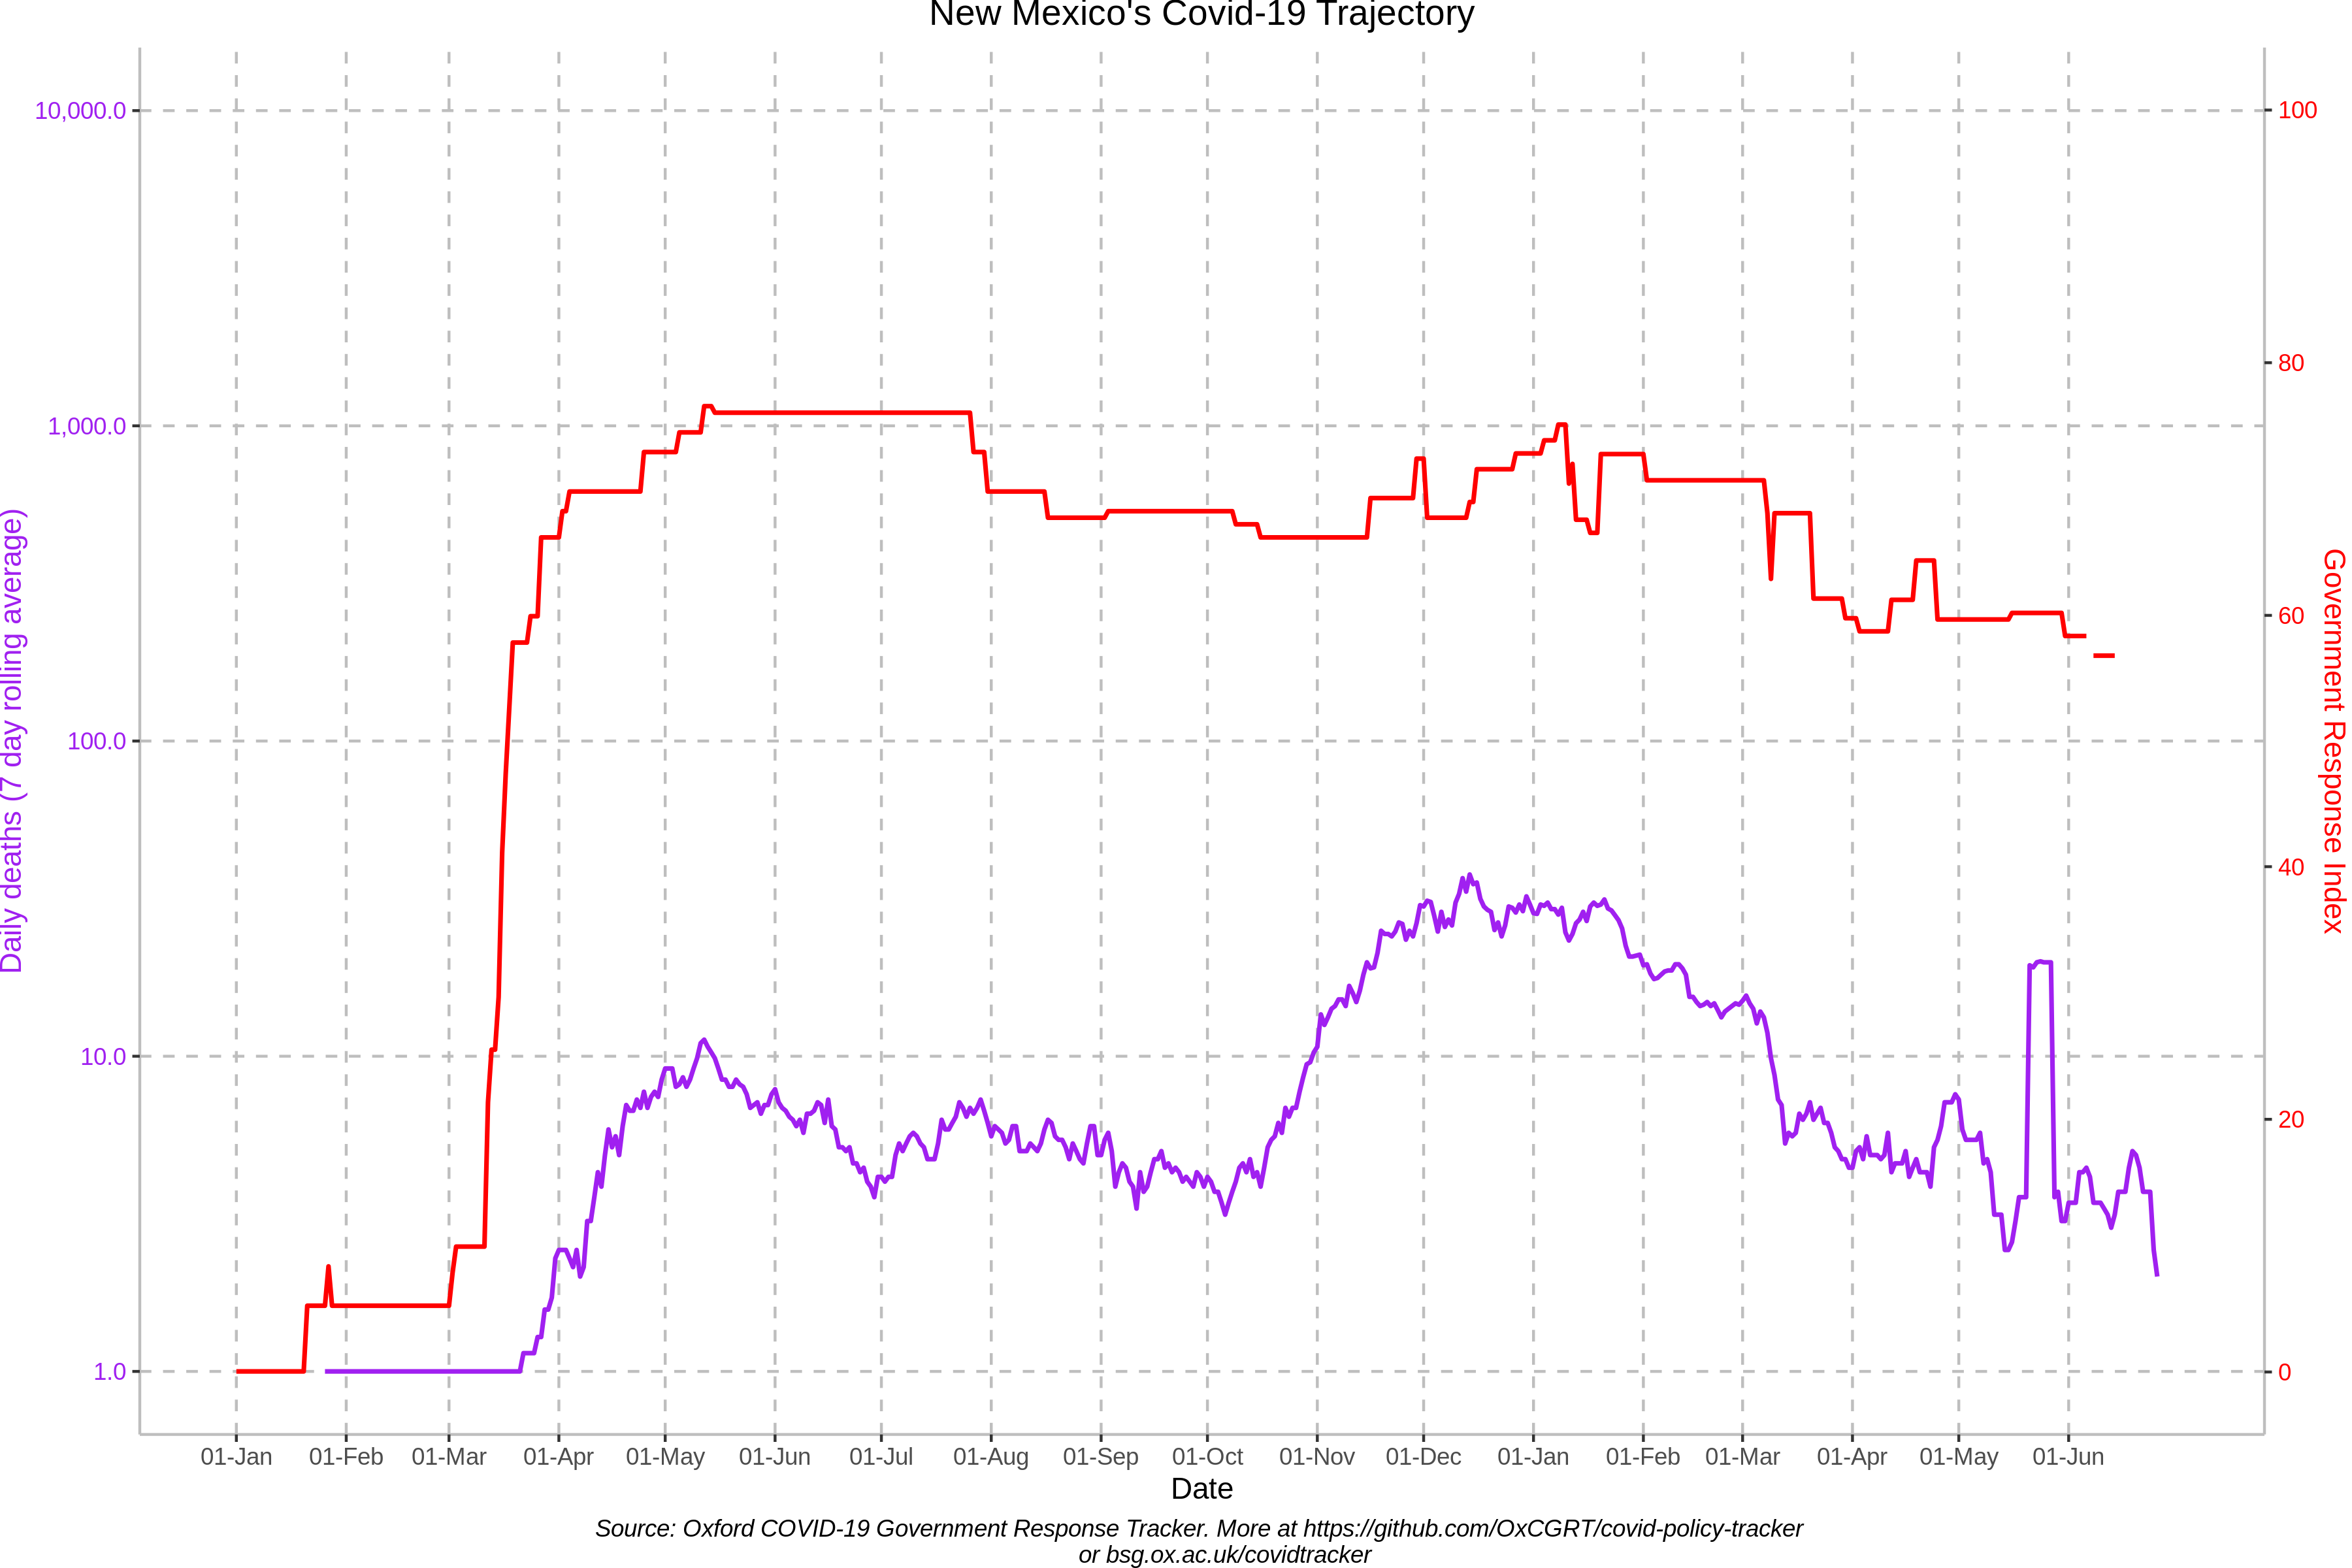 New Mexico's Covid-19 Trajectory
10,000.0
1,000.0
100.0
10.0
1.0
Daily deaths (7 day rolling average)
100
80
60
40
20
0
Government Response Index
01-Jan 01-Feb 01-Mar 01-Apr 01-May 01-Jun 01-Jul 01-Aug 01-Sep 01-Oct 01-Nov 01-Dec 01-Jan 01-Feb 01-Mar 01-Apr 01-May 01-Jun
Date
Source: Oxford COVID-19 Government Response Tracker. More at https://github.com/OxCGRT/covid-policy-tracker
or bsg.ox.ac.uk/covidtracker